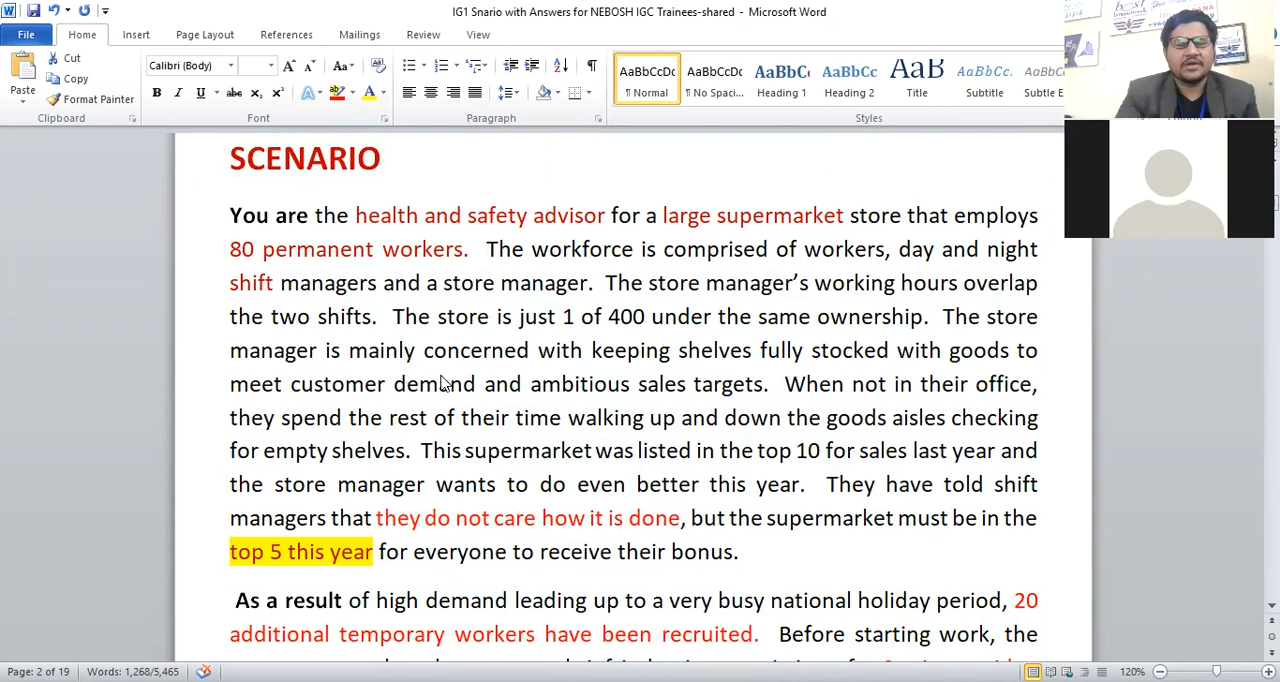 IG1 Snario with Answers for NEBOSH IGC Trainees-shared - Microsoft Word
File Home Insert Page Layout References Mailings Review View
Paste
Cut
Copy
Format Painter
Clipboard
Calibri (Body)
Aa
B I U abc X₂ X² A ab A
Font
Paragraph
AaBbCcDc AaBbCcDc AaBbCc AaBbCc AaB AaBbCc. AaBbCcD
¶ Normal ¶ No Spaci... Heading 1 Heading 2 Title Subtitle Subtle E
Styles
best
SCENARIO
You are the health and safety advisor for a large supermarket store that employs
80 permanent workers. The workforce is comprised of workers, day and night
shift managers and a store manager. The store manager’s working hours overlap
the two shifts. The store is just 1 of 400 under the same ownership. The store
manager is mainly concerned with keeping shelves fully stocked with goods to
meet customer demand and ambitious sales targets. When not in their office,
they spend the rest of their time walking up and down the goods aisles checking
for empty shelves. This supermarket was listed in the top 10 for sales last year and
the store manager wants to do even better this year. They have told shift
managers that they do not care how it is done, but the supermarket must be in the
top 5 this year for everyone to receive their bonus.
As a result of high demand leading up to a very busy national holiday period, 20
additional temporary workers have been recruited. Before starting work, the
Page: 2 of 19 Words: 1,268/5,465 120%